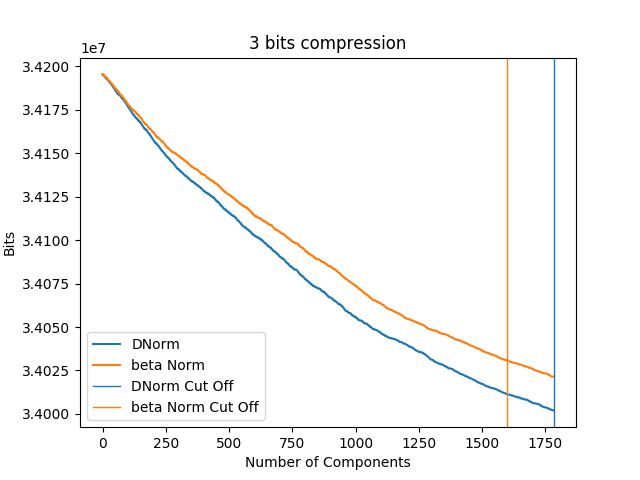 3 bits compression
1e7
3.4200
3.4175
3.4150
3.4125
3.4100
3.4075
3.4050
3.4025
3.4000
Bits
DNorm
beta Norm
DNorm Cut Off
beta Norm Cut Off
0 250 500 750 1000 1250 1500 1750
Number of Components